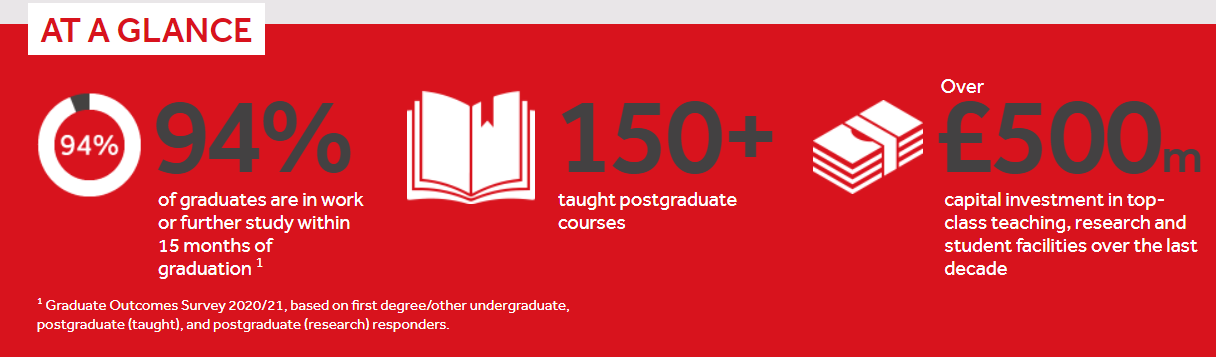 AT A GLANCE
94%
94%
of graduates are in work
or further study within
15 months of
graduation ¹
150+
taught postgraduate
courses
Over
£500m
capital investment in top-
class teaching, research and
student facilities over the last
decade
¹ Graduate Outcomes Survey 2020/21, based on first degree/other undergraduate,
postgraduate (taught), and postgraduate (research) responders.